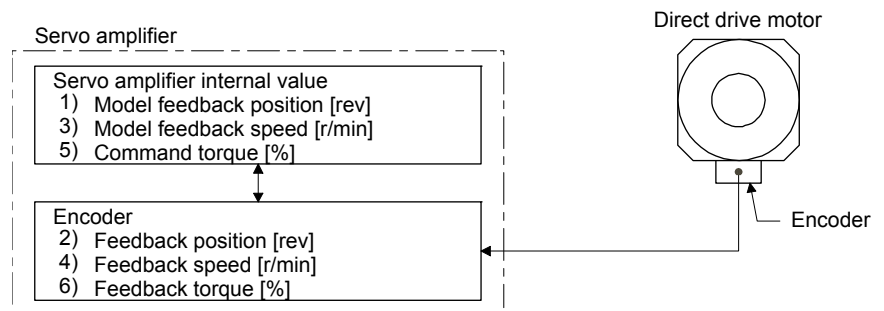 Direct drive motor
Servo amplifier
Servo amplifier internal value
1) Model feedback position [rev]
3) Model feedback speed [r/min]
5) Command torque [%]
Encoder
2) Feedback position [rev]
4) Feedback speed [r/min]
6) Feedback torque [%]
Encoder